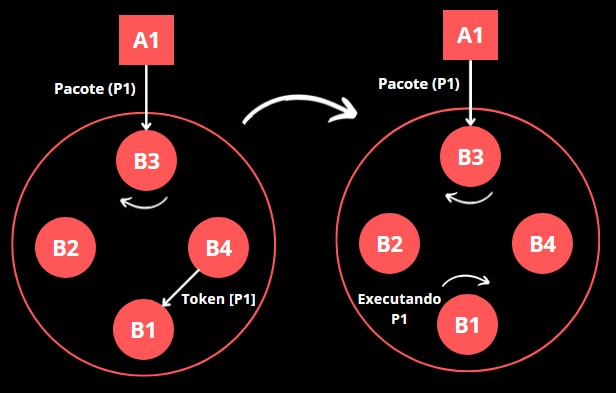 A1
Pacote (P1)
B3
B2
B4
Token [P1]
B1
A1
Pacote (P1)
B3
B2
B4
Executando
P1
B1